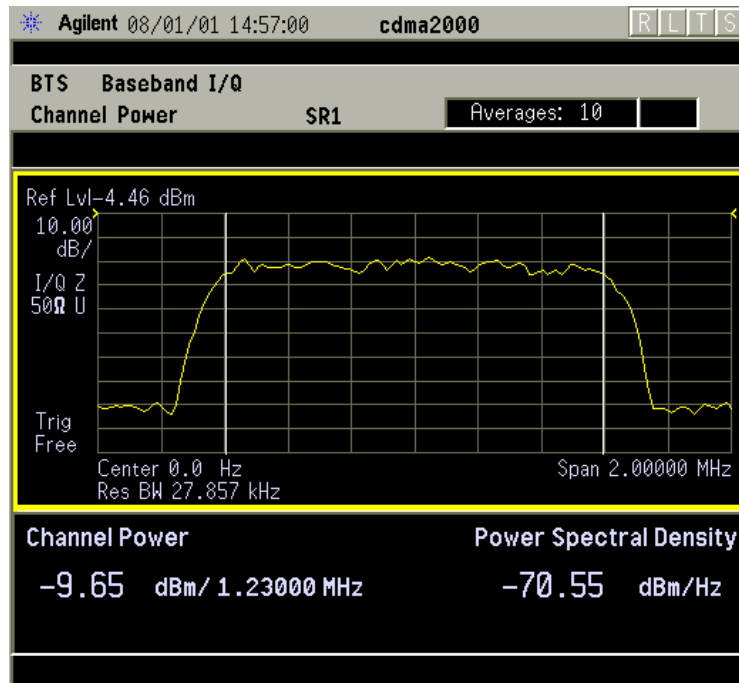 Agilent 08/01/01 14:57:00 cdma2000 R L T S
BTS Baseband I/Q
Channel Power SR1 Averages: 10
Ref Lvl-4.46 dBm
10.00
dB/
I/Q Z
50Ω U
Trig
Free
Center 0.0 Hz Span 2.00000 MHz
Res BW 27.857 kHz
Channel Power Power Spectral Density
-9.65 dBm/ 1.23000 MHz -70.55 dBm/Hz